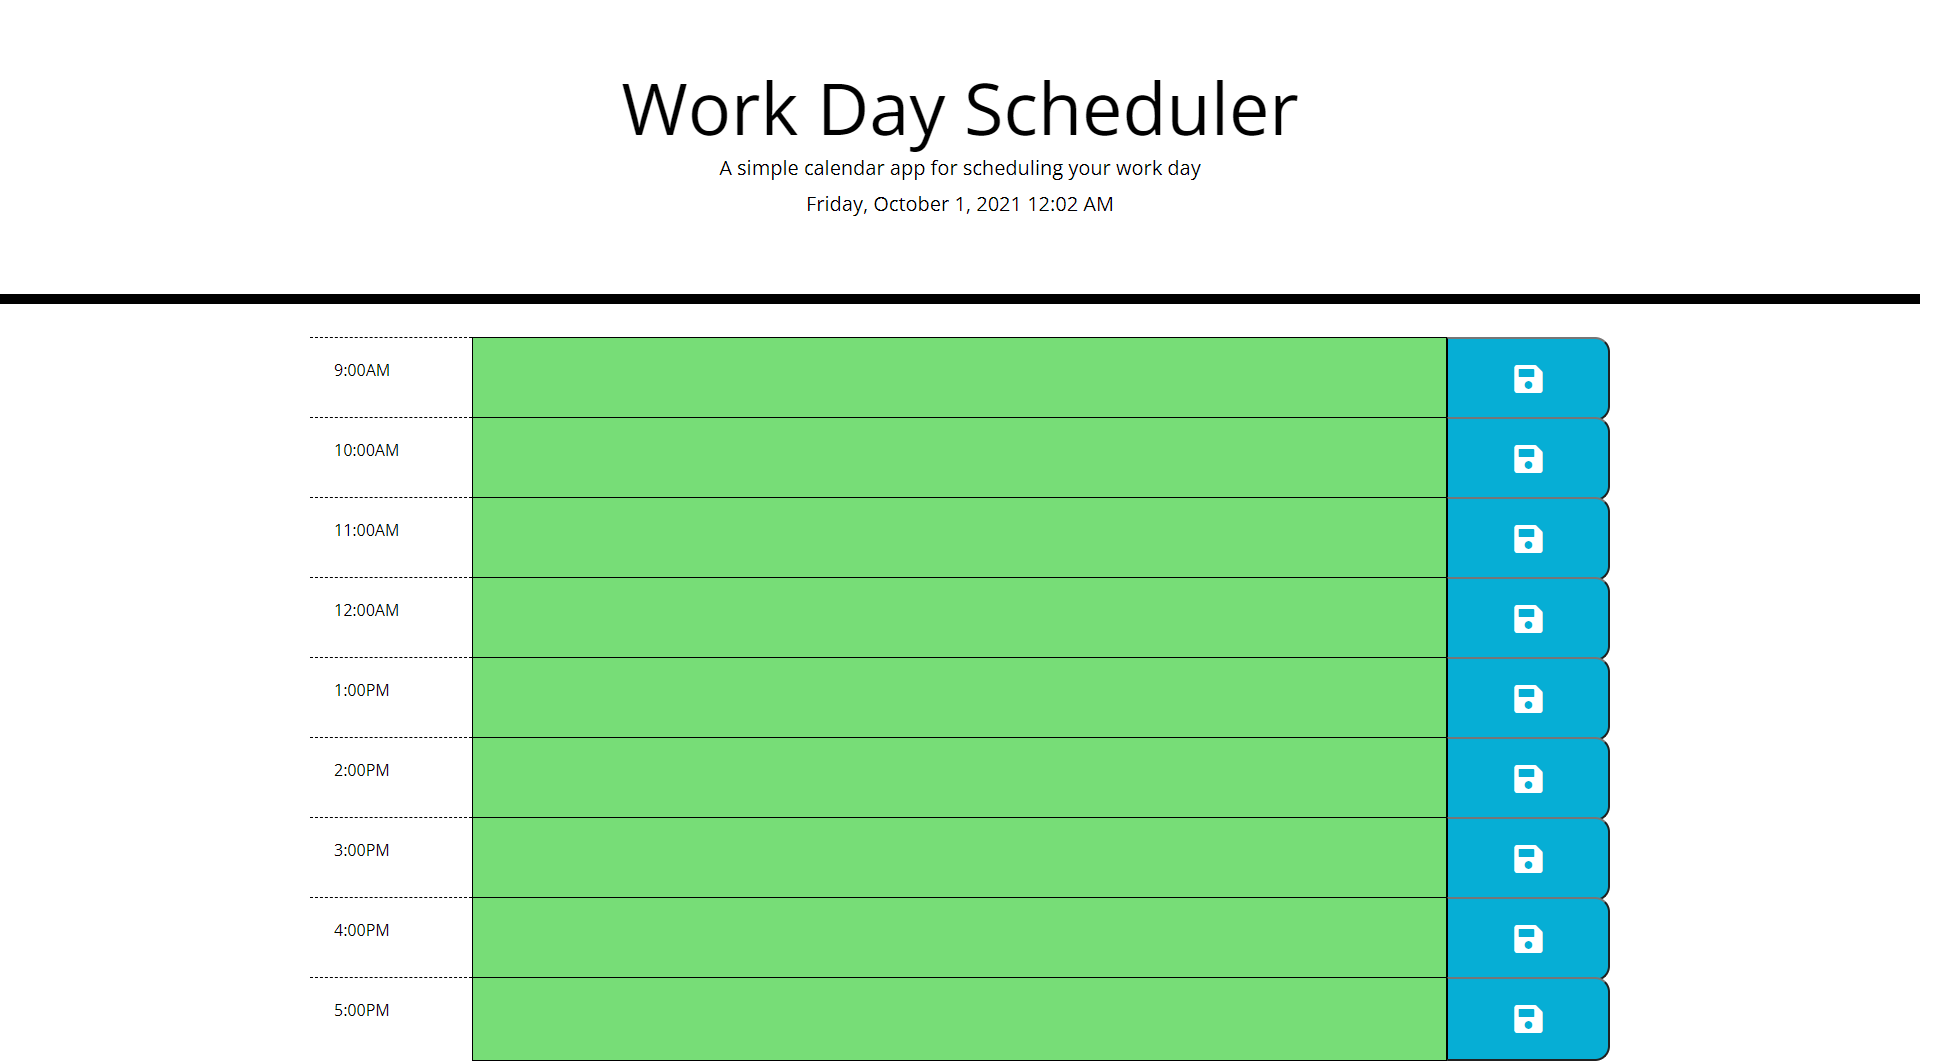 Work Day Scheduler
A simple calendar app for scheduling your work day
Friday, October 1, 2021 12:02 AM
9:00AM
10:00AM
11:00AM
12:00AM
1:00PM
2:00PM
3:00PM
4:00PM
5:00PM